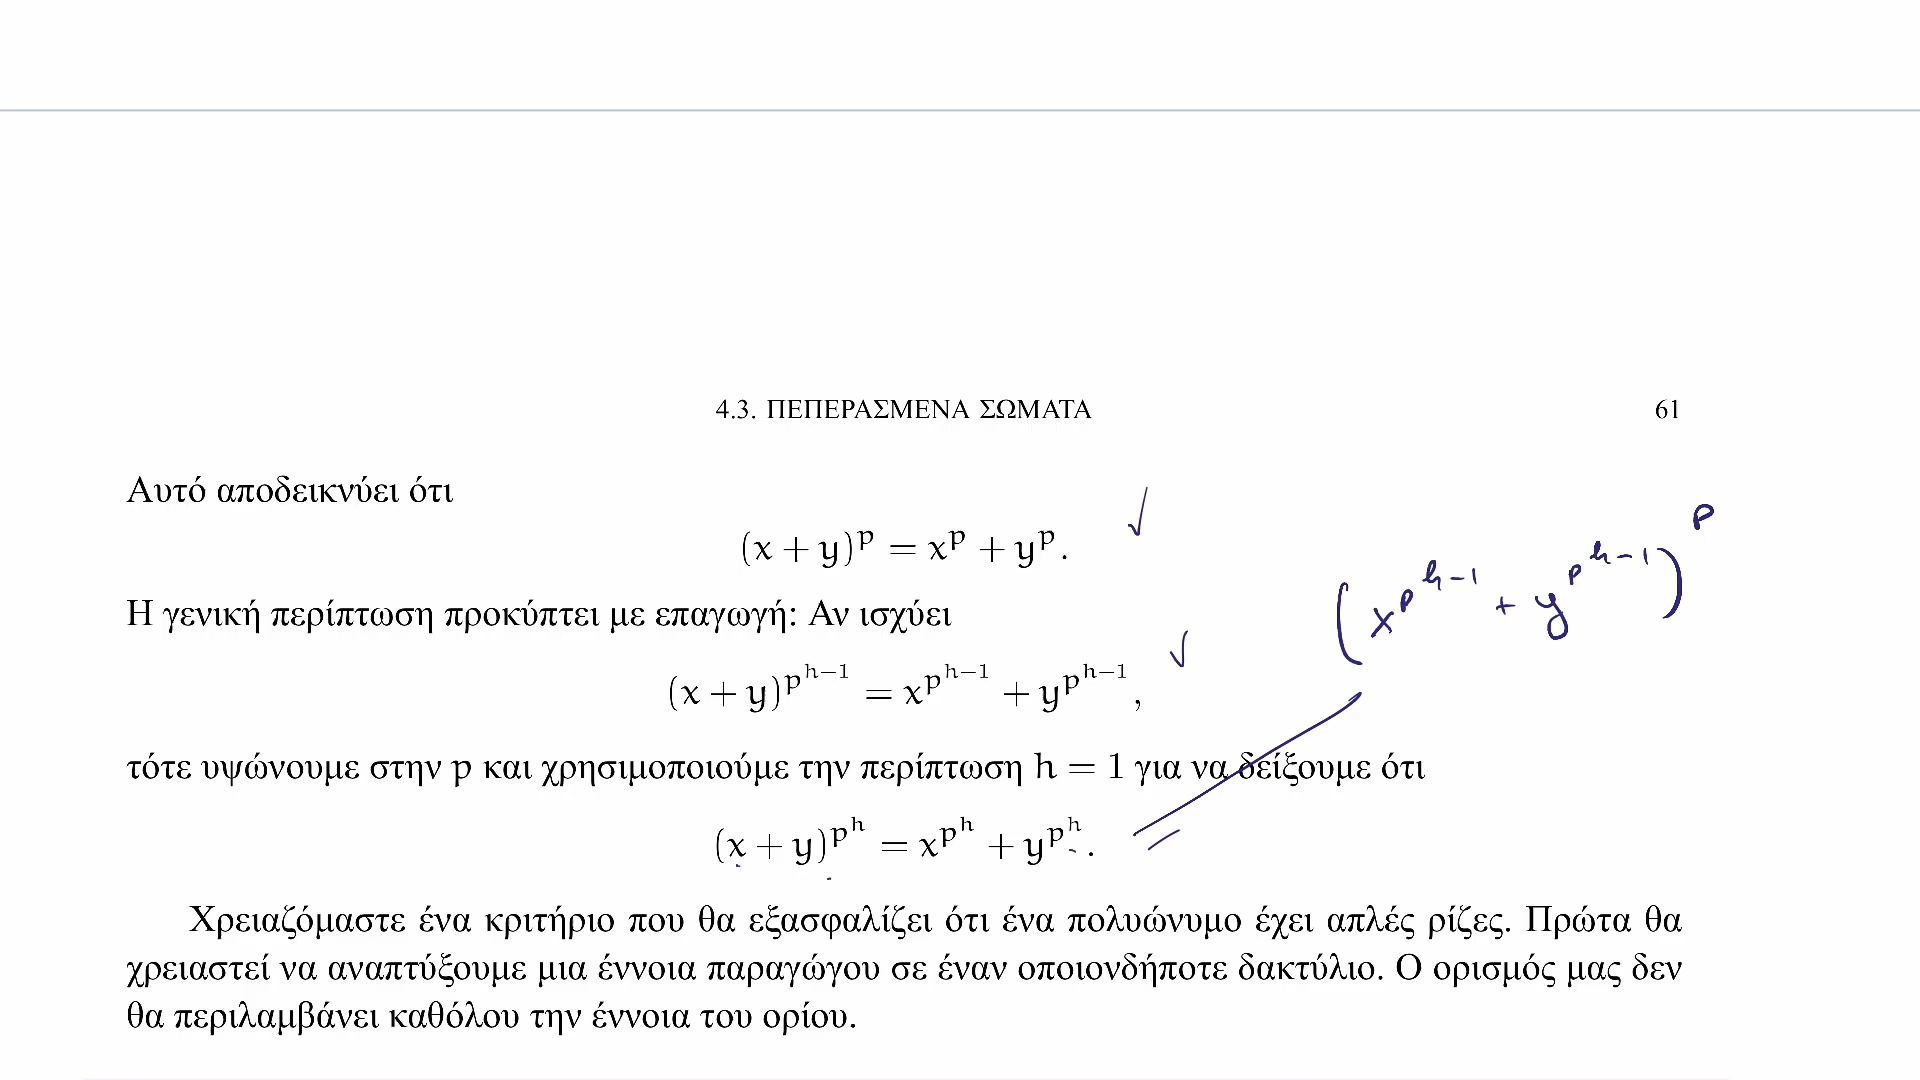 4.3. ΠΕΠΕΡΑΣΜΕΝΑ ΣΩΜΑΤΑ 61
Αυτό αποδεικνύει ότι
(x + y)^p = x^p + y^p. ✓
(x^{p^{h-1}} + y^{p^{h-1}})^p
Η γενική περίπτωση προκύπτει με επαγωγή: Αν ισχύει
(x + y)^{p^{h−1}} = x^{p^{h−1}} + y^{p^{h−1}}, ✓
τότε υψώνουμε στην p και χρησιμοποιούμε την περίπτωση h = 1 για να δείξουμε ότι
(x + y)^{p^h} = x^{p^h} + y^{p^h}.
Χρειαζόμαστε ένα κριτήριο που θα εξασφαλίζει ότι ένα πολυώνυμο έχει απλές ρίζες. Πρώτα θα
χρειαστεί να αναπτύξουμε μια έννοια παραγώγου σε έναν οποιονδήποτε δακτύλιο. Ο ορισμός μας δεν
θα περιλαμβάνει καθόλου την έννοια του ορίου.